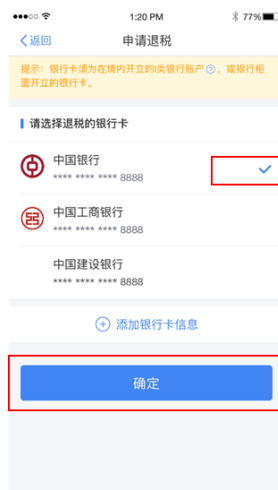 1:20 PM 77%
返回 申请退税
提示：银行卡须为在境内开立的I类银行账户?，或银行柜
面开立的银行卡。
请选择退税的银行卡
中国银行
**** **** **** 8888
中国工商银行
**** **** **** 8888
中国建设银行
**** **** **** 8888
添加银行卡信息
确定